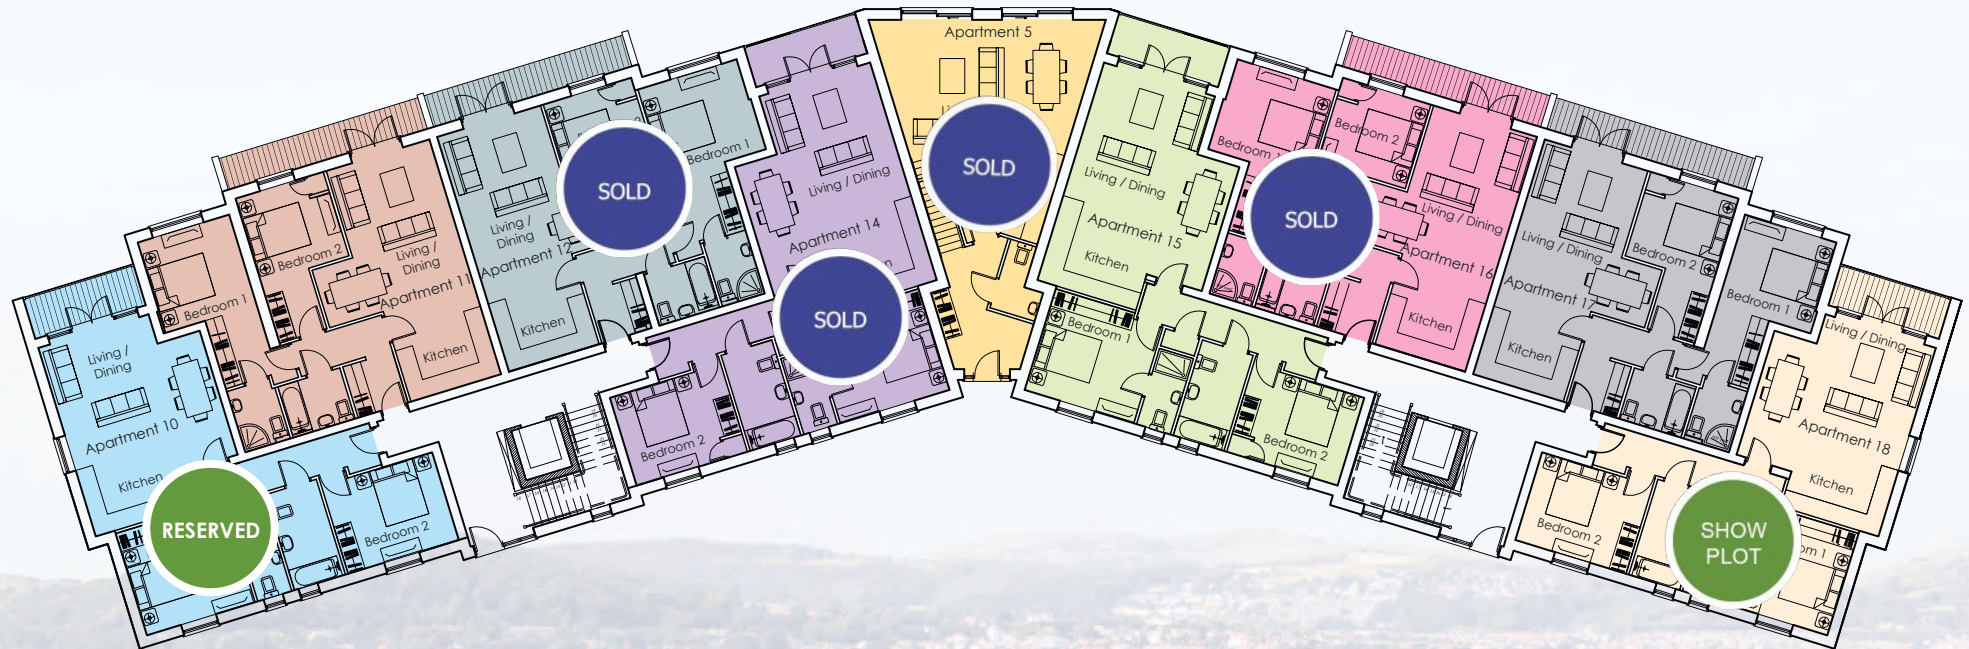 Living /
Dining
Apartment 10
Kitchen
RESERVED
Bedroom 2
Bedroom 1
Bedroom 2
Living /
Dining
Apartment 11
Kitchen
Living /
Dining
Apartment 12
Kitchen
SOLD
Bedroom 1
Living / Dining
Apartment 14
SOLD
Bedroom 2
Apartment 5
SOLD
Living / Dining
Apartment 15
Kitchen
Bedroom 1
Bedroom 2
Bedroom 1
Bedroom 2
SOLD
Living / Dining
Apartment 16
Kitchen
Living / Dining
Apartment 17
Kitchen
Bedroom 2
Bedroom 1
Living / Dining
Apartment 18
Kitchen
Bedroom 2
SHOW
PLOT